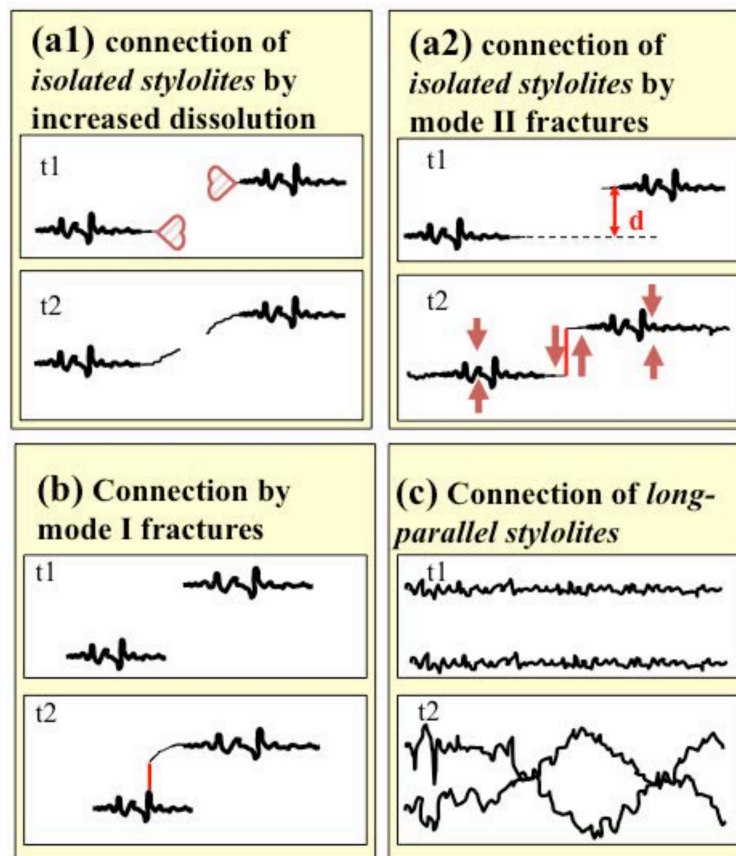 (a1) connection of
isolated stylolites by
increased dissolution
t1
t2
(a2) connection of
isolated stylolites by
mode II fractures
t1
d
t2
(b) Connection by
mode I fractures
t1
t2
(c) Connection of long-
parallel stylolites
t1
t2